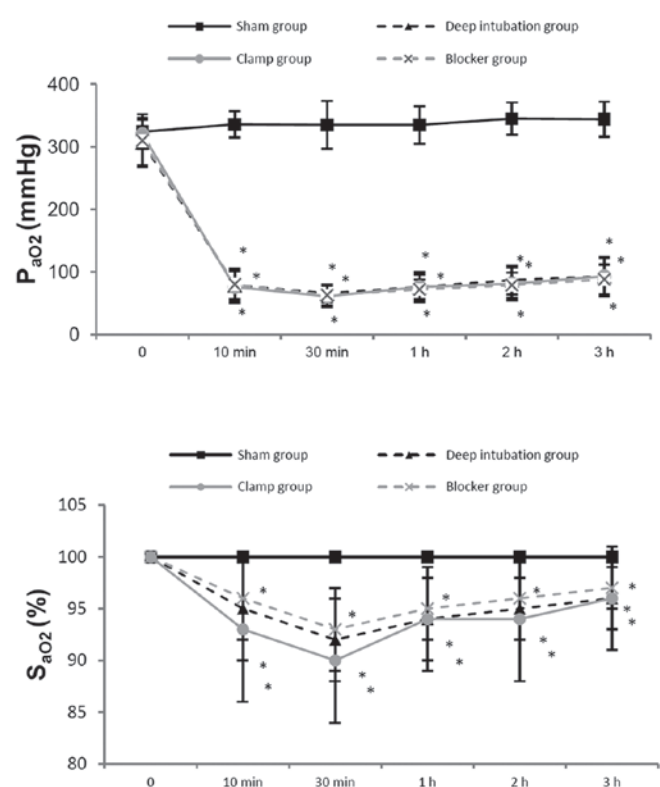 Sham group Deep intubation group
Clamp group Blocker group
400
300
200
100
0
PaO2 (mmHg)
* * * * *
* * * * *
* * * * *
0 10 min 30 min 1 h 2 h 3 h
Sham group Deep intubation group
Clamp group Blocker group
105
100
95
90
85
80
SaO2 (%)
* * * * *
* * * * *
* * * * *
0 10 min 30 min 1 h 2 h 3 h